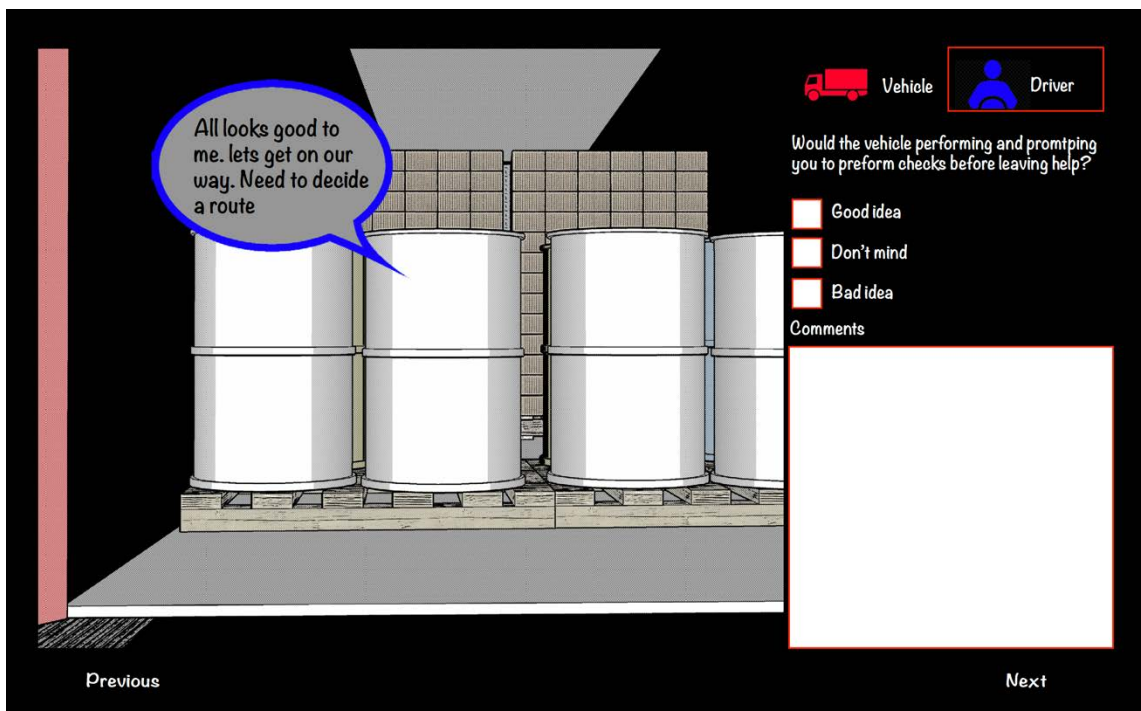 All looks good to
me. lets get on our
way. Need to decide
a route
Vehicle
Driver
Would the vehicle performing and promtping
you to preform checks before leaving help?
Good idea
Don't mind
Bad idea
Comments
Previous
Next